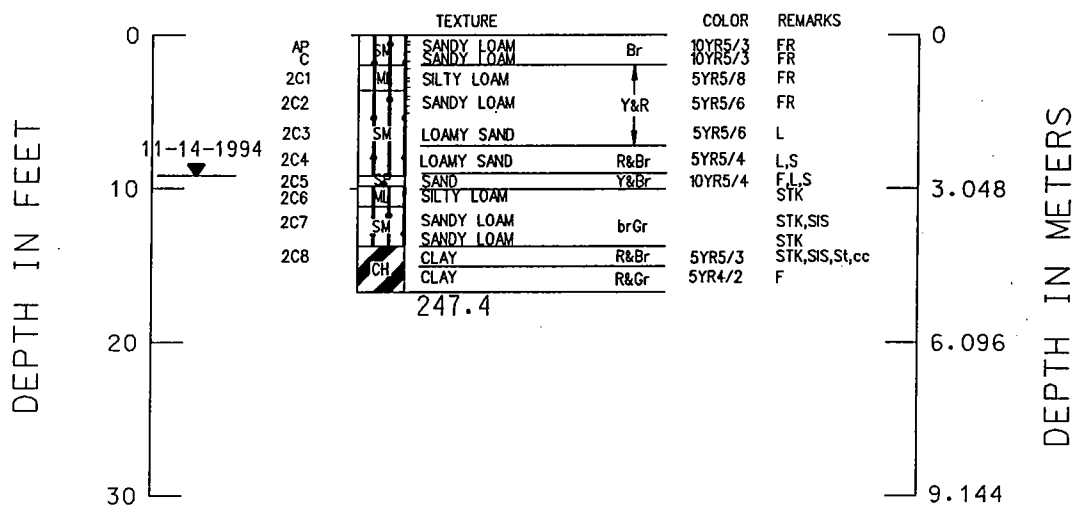 TEXTURE COLOR REMARKS
0 0
AP SM SANDY LOAM Br 10YR5/3 FR
C SANDY LOAM 10YR5/3 FR
2C1 ML SILTY LOAM 5YR5/8 FR
2C2 SANDY LOAM Y&R 5YR5/6 FR
2C3 SM LOAMY SAND 5YR5/6 L
11-14-1994
2C4 LOAMY SAND R&Br 5YR5/4 L,S
2C5 SAND Y&Br 10YR5/4 F,L,S
10 3.048
2C6 ML SILTY LOAM STK
2C7 SM SANDY LOAM brGr STK,SIS
SANDY LOAM STK
2C8 CH CLAY R&Br 5YR5/3 STK,SIS,St,cc
CLAY R&Gr 5YR4/2 F
247.4
20 6.096
30 9.144
DEPTH IN FEET
DEPTH IN METERS